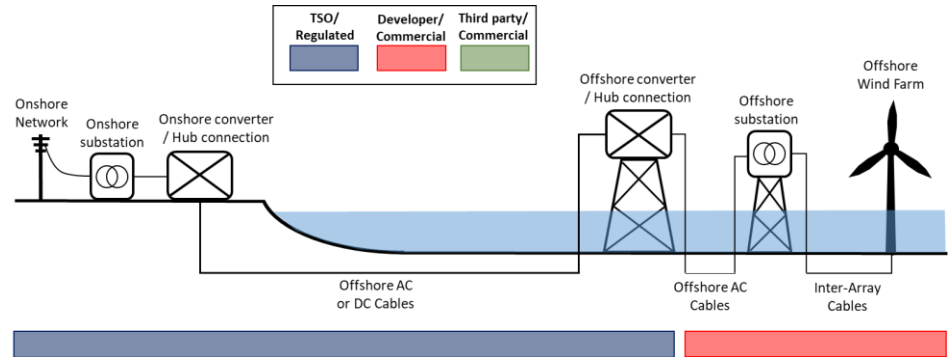 TSO/
Regulated
Developer/
Commercial
Third party/
Commercial
Onshore
Network
Onshore
substation
Onshore converter
/ Hub connection
Offshore converter
/ Hub connection
Offshore
substation
Offshore
Wind Farm
Offshore AC
or DC Cables
Offshore AC
Cables
Inter-Array
Cables